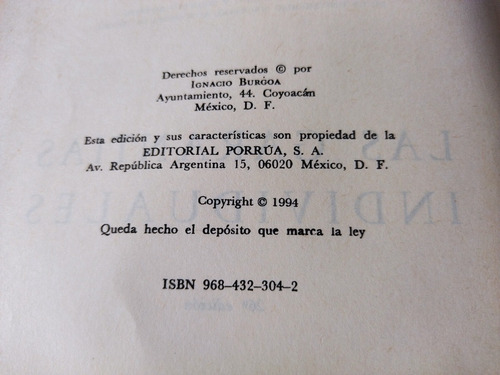 Derechos reservados © por
IGNACIO BURGOA
Ayuntamiento, 44. Coyoacán
México, D. F.
Esta edición y sus características son propiedad de la
EDITORIAL PORRÚA, S. A.
Av. República Argentina 15, 06020 México, D. F.
Copyright © 1994
Queda hecho el depósito que marca la ley
ISBN 968-432-304-2